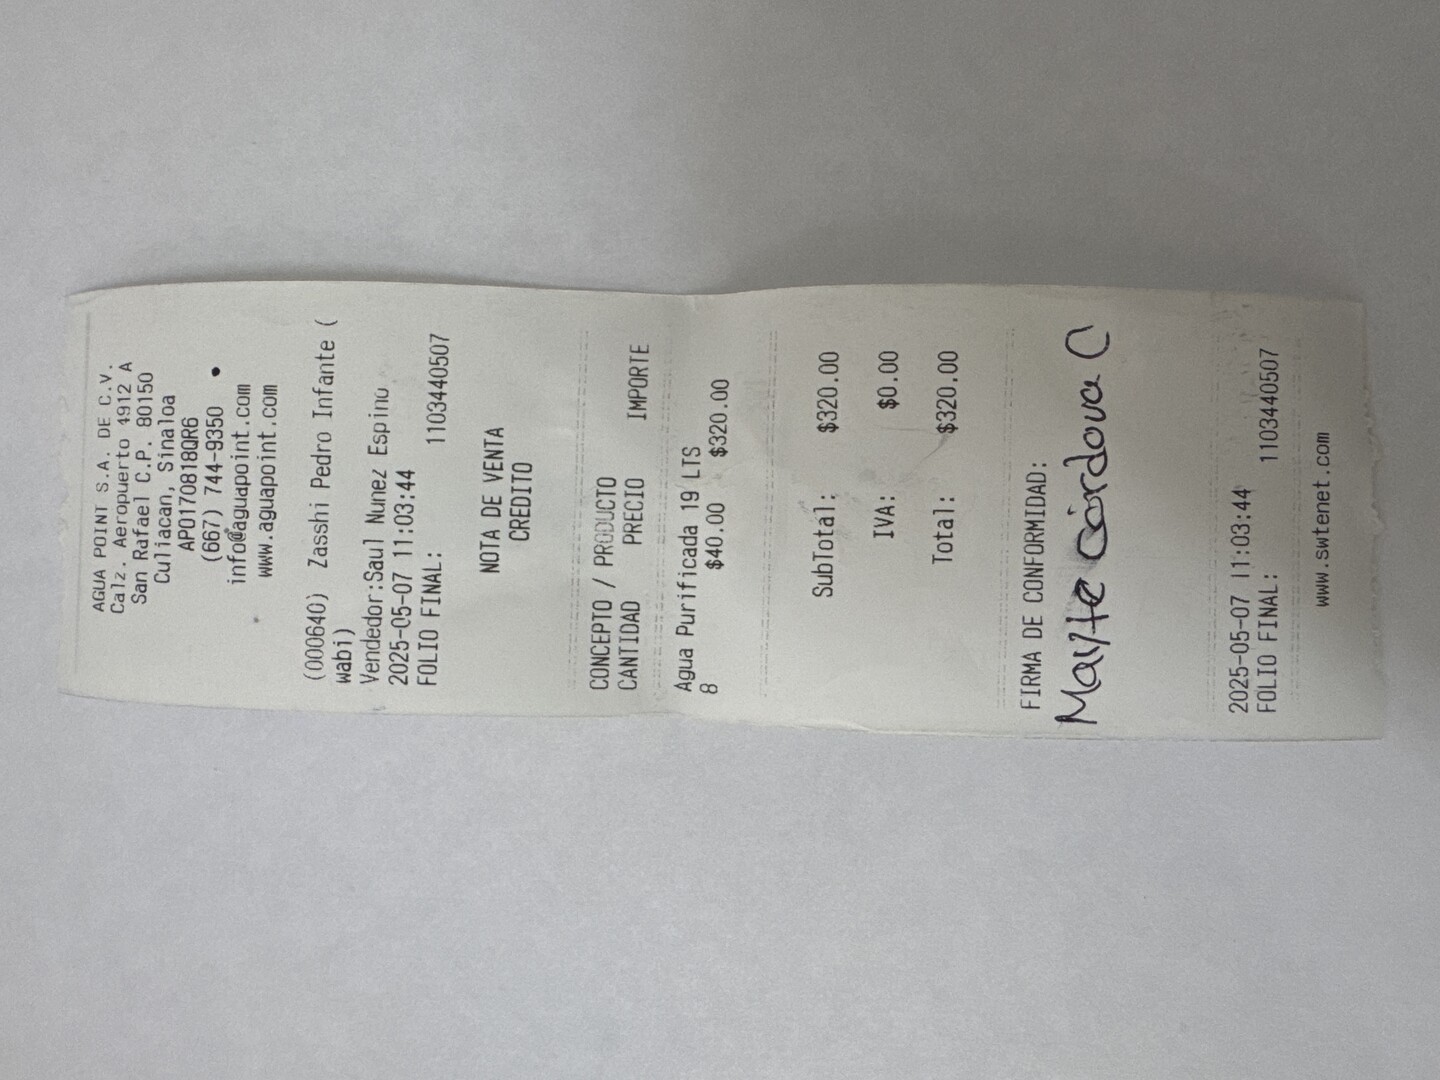 AGUA POINT S.A. DE C.V.
Calz. Aeropuerto 4912 A
San Rafael C.P. 80150
Culiacan, Sinaloa
APO170818QR6
(667) 744-9350
info@aguapoint.com
www.aguapoint.com
(000640) Zasshi Pedro Infante (
wabi)
Vendedor:Saul Nunez Espino
2025-05-07 11:03:44
FOLIO FINAL: 1103440507
NOTA DE VENTA
CREDITO
CONCEPTO / PRODUCTO
CANTIDAD PRECIO IMPORTE
Agua Purificada 19 LTS
8 $40.00 $320.00
SubTotal: $320.00
IVA: $0.00
Total: $320.00
FIRMA DE CONFORMIDAD:
Mayte Córdova C
2025-05-07 11:03:44
FOLIO FINAL: 1103440507
www.swtenet.com